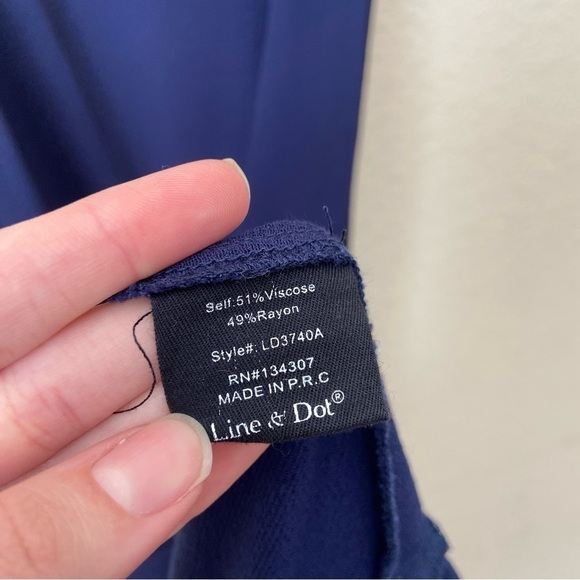 Self:51%Viscose
49%Rayon
Style#: LD3740A
RN#134307
MADE IN P.R.C
Line & Dot®